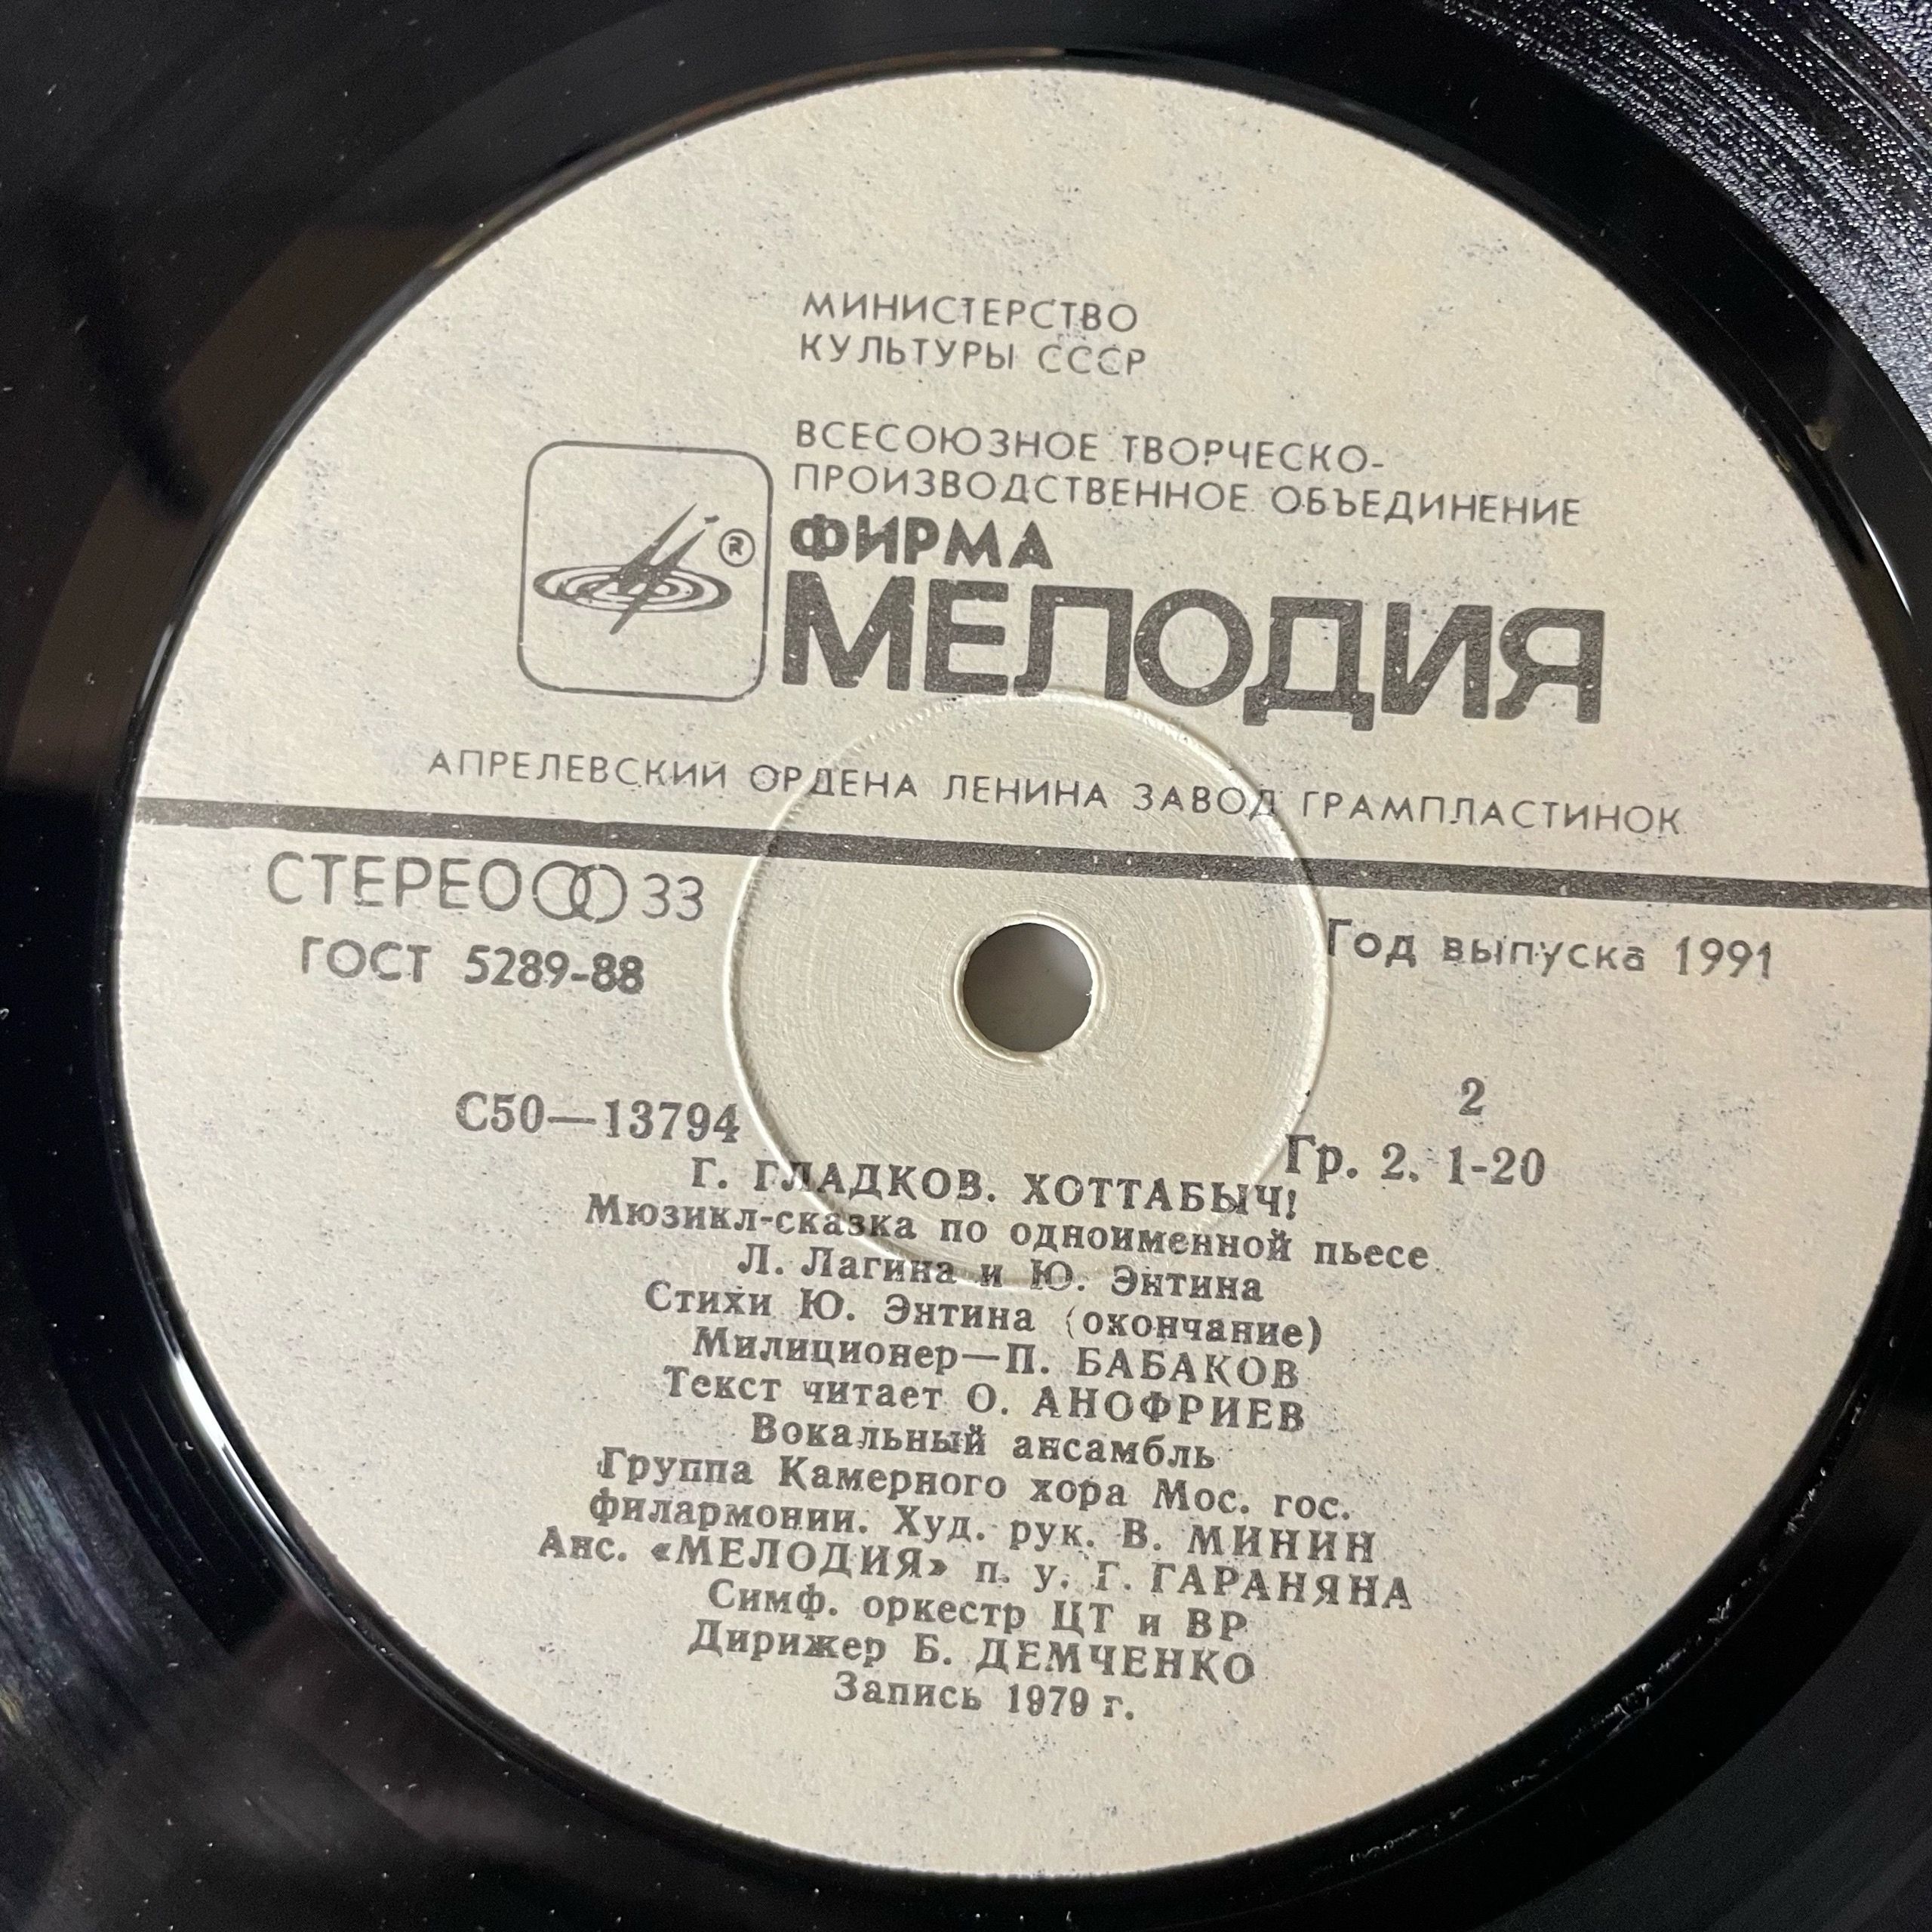 МИНИСТЕРСТВО
КУЛЬТУРЫ СССР
ВСЕСОЮЗНОЕ ТВОРЧЕСКО-
ПРОИЗВОДСТВЕННОЕ ОБЪЕДИНЕНИЕ
®
ФИРМА
МЕЛОДИЯ
АПРЕЛЕВСКИЙ ОРДЕНА ЛЕНИНА ЗАВОД ГРАМПЛАСТИНОК
СТЕРЕО 33
ГОСТ 5289-88
Год выпуска 1991
2
С50—13794
Гр. 2. 1-20
Г. ГЛАДКОВ. ХОТТАБЫЧ!
Мюзикл-сказка по одноименной пьесе
Л. Лагина и Ю. Энтина
Стихи Ю. Энтина (окончание)
Милиционер—П. БАБАКОВ
Текст читает О. АНОФРИЕВ
Вокальный ансамбль
Группа Камерного хора Мос. гос.
филармонии. Худ. рук. В. МИНИН
Анс. «МЕЛОДИЯ» п. у. Г. ГАРАНЯНА
Симф. оркестр ЦТ и ВР
Дирижер Б. ДЕМЧЕНКО
Запись 1979 г.